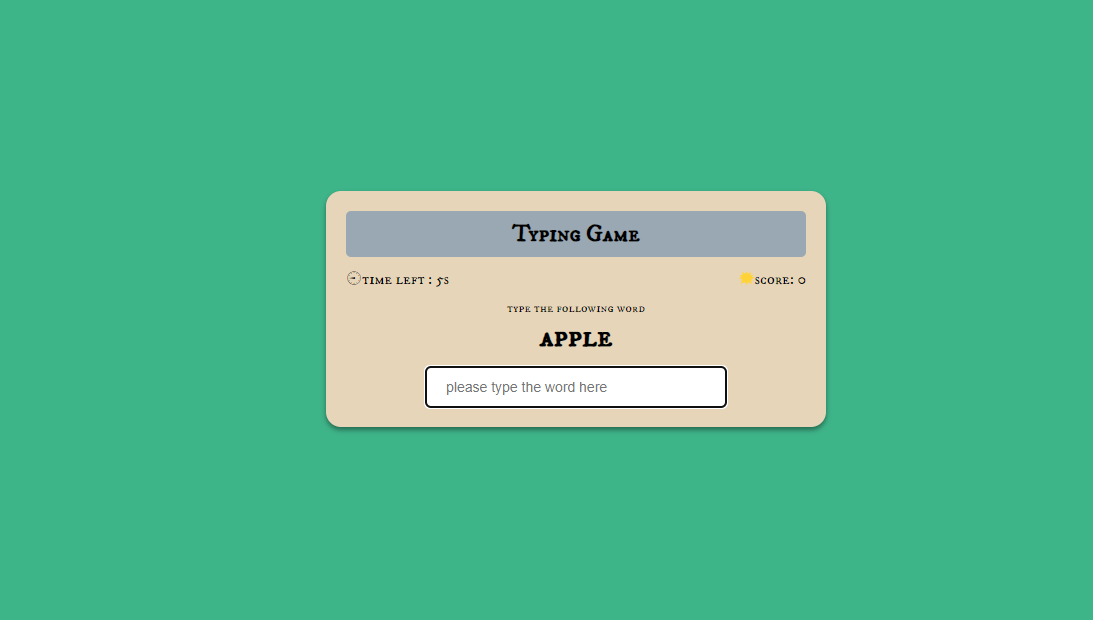 Typing Game
time left : 5s
score: 0
type the following word
apple
please type the word here